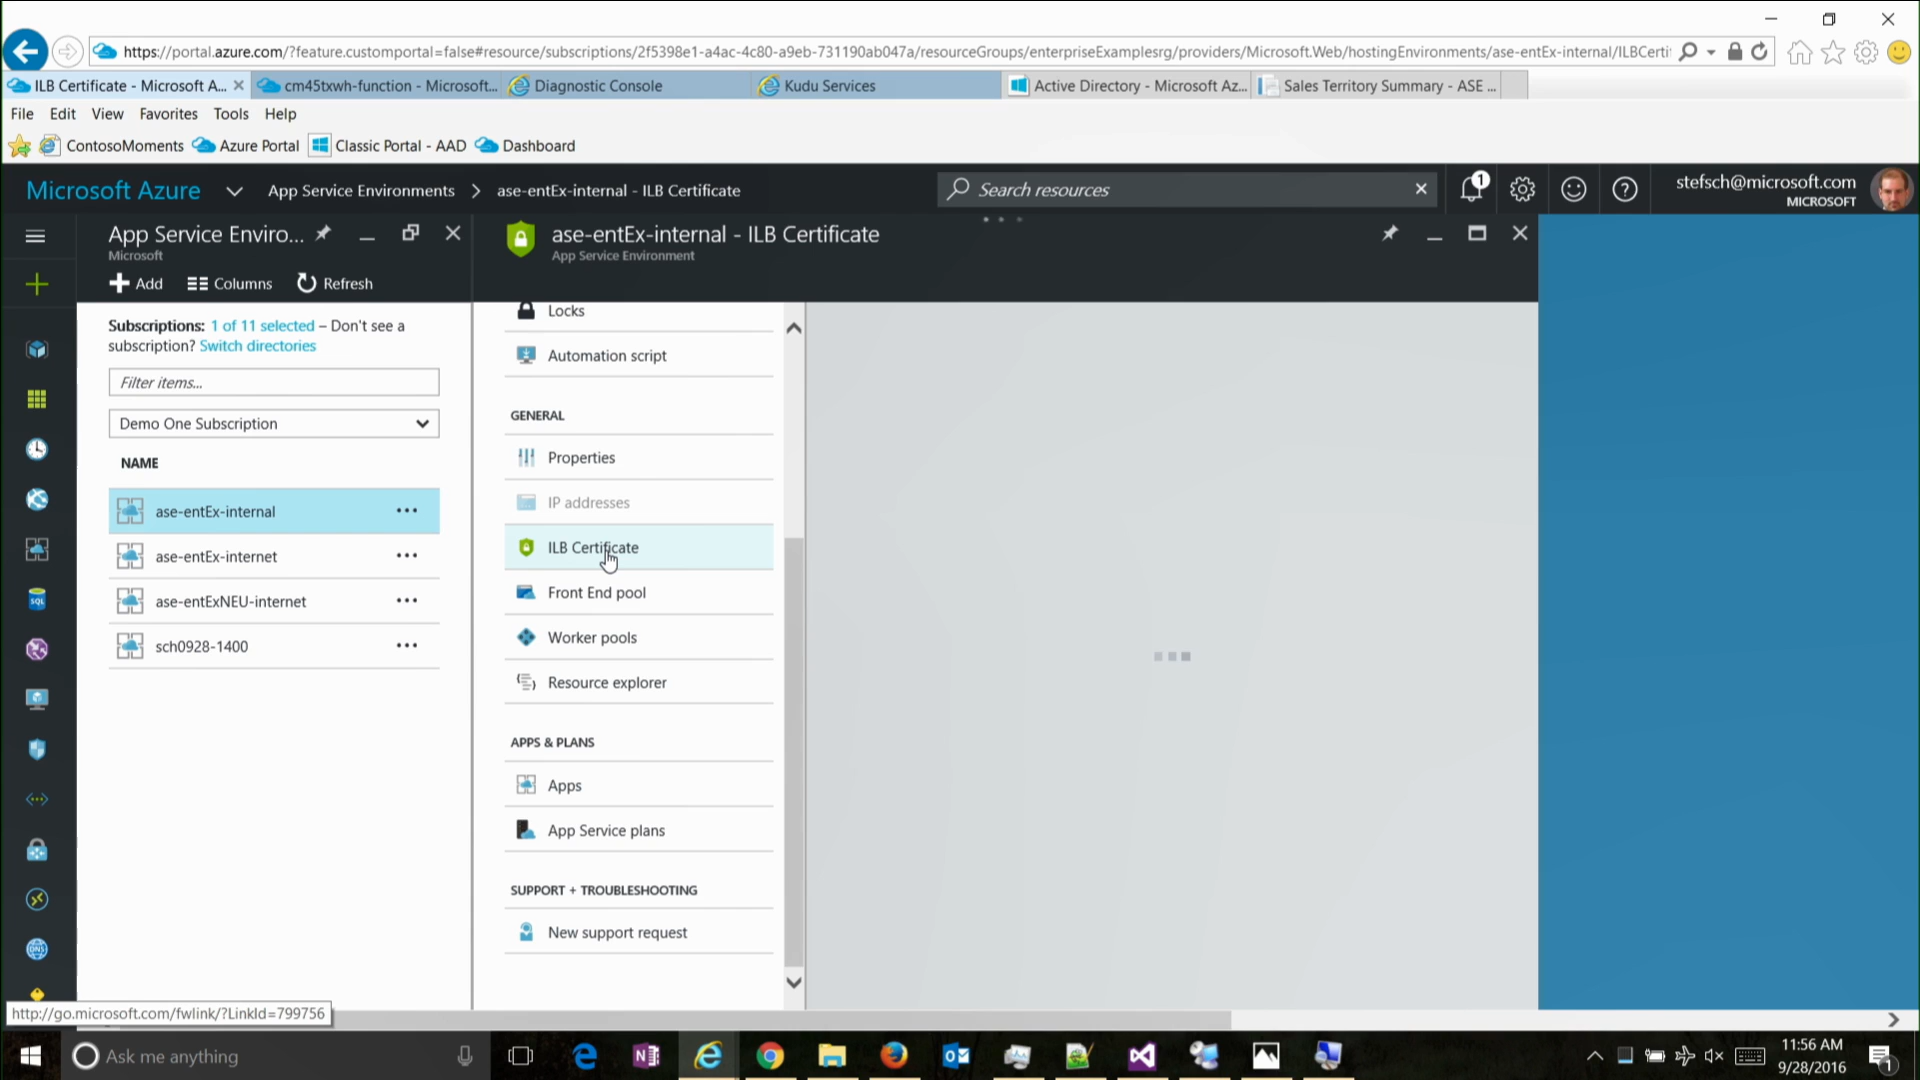 https://portal.azure.com/?feature.customportal=false#resource/subscriptions/2f5398e1-a4ac-4c80-a9eb-731190ab047a/resourceGroups/enterpriseExamplesrg/providers/Microsoft.Web/hostingEnvironments/ase-entEx-internal/ILBCerti
ILB Certificate - Microsoft A... cm45txwh-function - Microsoft... Diagnostic Console Kudu Services Active Directory - Microsoft Az... Sales Territory Summary - ASE ...
File Edit View Favorites Tools Help
ContosoMoments Azure Portal Classic Portal - AAD Dashboard
Microsoft Azure App Service Environments > ase-entEx-internal - ILB Certificate Search resources 1 stefsch@microsoft.com
MICROSOFT
App Service Enviro...
Microsoft
Add Columns Refresh
Subscriptions: 1 of 11 selected – Don't see a
subscription? Switch directories
Filter items...
Demo One Subscription
NAME
ase-entEx-internal
ase-entEx-internet
ase-entExNEU-internet
sch0928-1400
ase-entEx-internal - ILB Certificate
App Service Environment
Locks
Automation script
GENERAL
Properties
IP addresses
ILB Certificate
Front End pool
Worker pools
Resource explorer
APPS & PLANS
Apps
App Service plans
SUPPORT + TROUBLESHOOTING
New support request
SQL
DNS
http://go.microsoft.com/fwlink/?LinkId=799756
Ask me anything
11:56 AM
9/28/2016
1